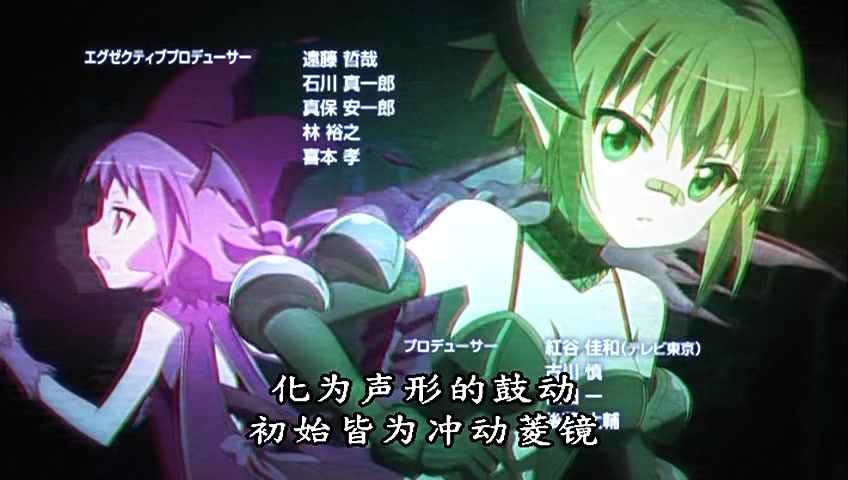 エグゼクティブプロデューサー
遠藤 哲哉
石川 真一郎
真保 安一郎
林 裕之
喜本 孝
プロデューサー
紅谷 佳和(テレビ東京)
古川 慎
化为声形的鼓动
初始皆为冲动菱镜